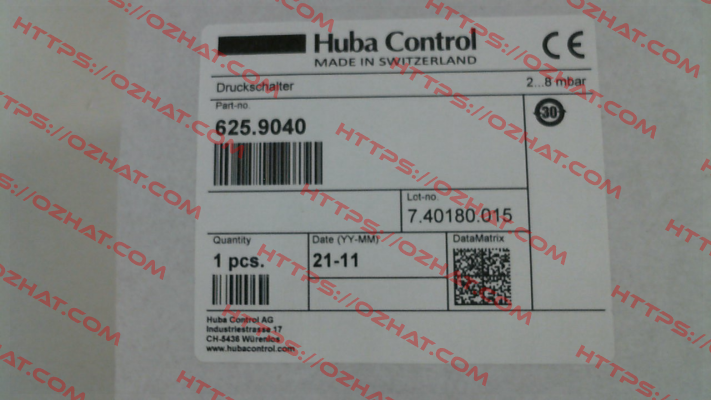 Huba Control
MADE IN SWITZERLAND
CE
Druckschalter
2...8 mbar
Part-no.
625.9040
30
Lot-no.
7.40180.015
Quantity
Date (YY-MM)
DataMatrix
1 pcs.
21-11
Huba Control AG
Industriestrasse 17
CH-5436 Würenlos
www.hubacontrol.com
HTTPS://OZHAT.COM